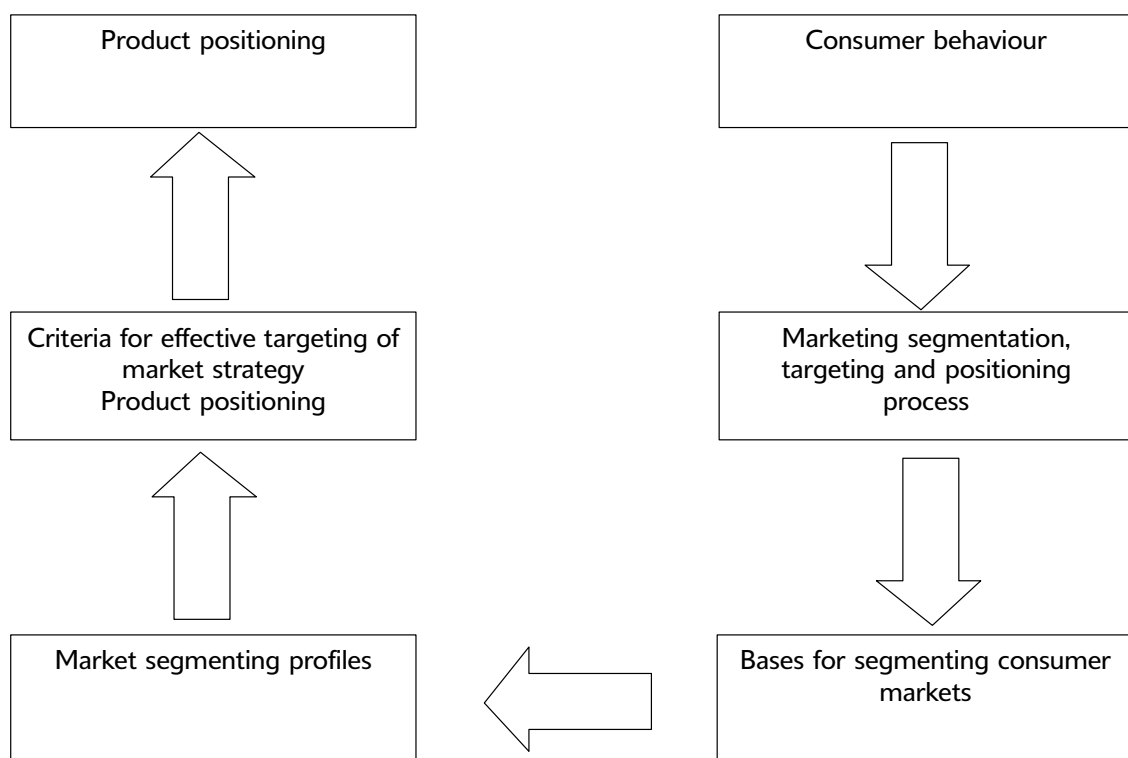 Product positioning
Consumer behaviour
Criteria for effective targeting of
market strategy
Product positioning
Marketing segmentation,
targeting and positioning
process
Market segmenting profiles
Bases for segmenting consumer
markets